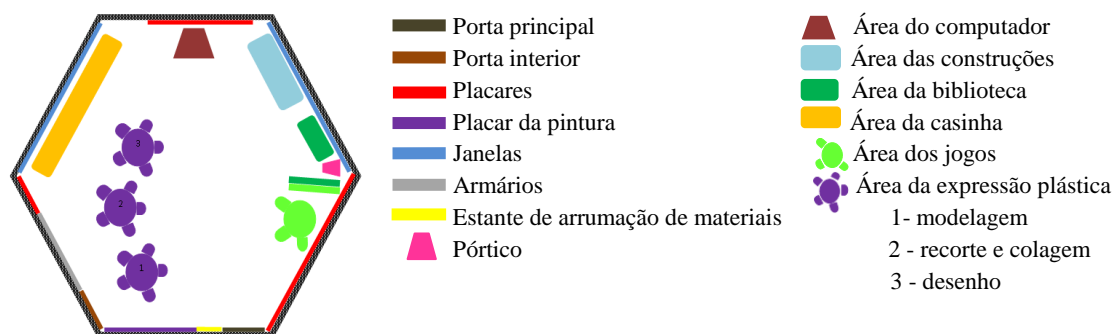 3
2
1
Porta principal
Porta interior
Placares
Placar da pintura
Janelas
Armários
Estante de arrumação de materiais
Pórtico
Área do computador
Área das construções
Área da biblioteca
Área da casinha
Área dos jogos
Área da expressão plástica
1- modelagem
2 - recorte e colagem
3 - desenho